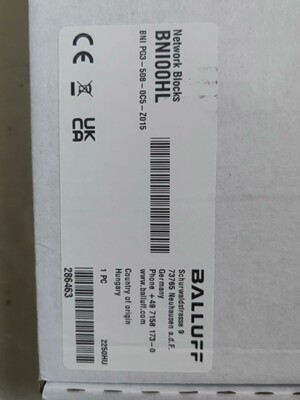 Network Blocks
BNI00HL
BNI PG3-508-0C5-Z015
CE
UK
CA
BALLUFF
Schurwaldstrasse 9
73765 Neuhausen a.d.F.
Germany
Phone +49 7158 173-0
www.balluff.com
Country of origin
Hungary
1 PC
2250HU
286463